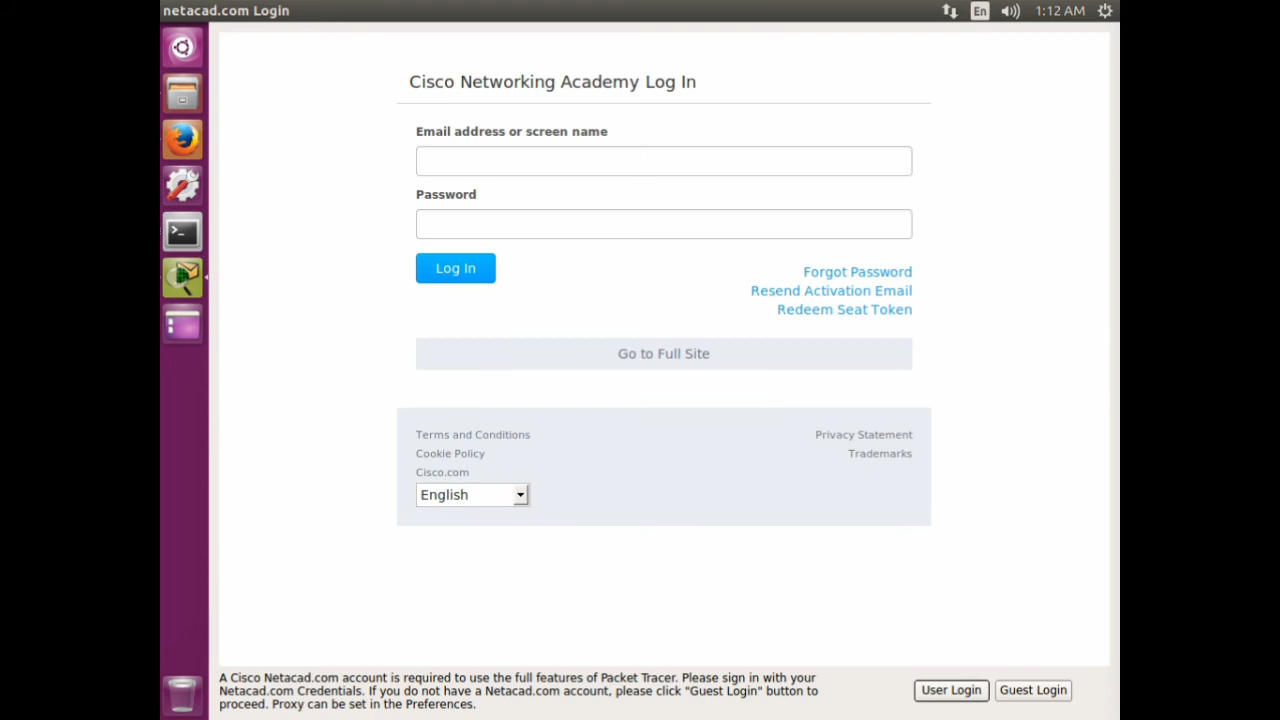 netacad.com Login
En
1:12 AM
Cisco Networking Academy Log In
Email address or screen name
Password
Log In
Forgot Password
Resend Activation Email
Redeem Seat Token
Go to Full Site
Terms and Conditions
Privacy Statement
Cookie Policy
Trademarks
Cisco.com
English
A Cisco Netacad.com account is required to use the full features of Packet Tracer. Please sign in with your
Netacad.com Credentials. If you do not have a Netacad.com account, please click "Guest Login" button to
proceed. Proxy can be set in the Preferences.
User Login
Guest Login